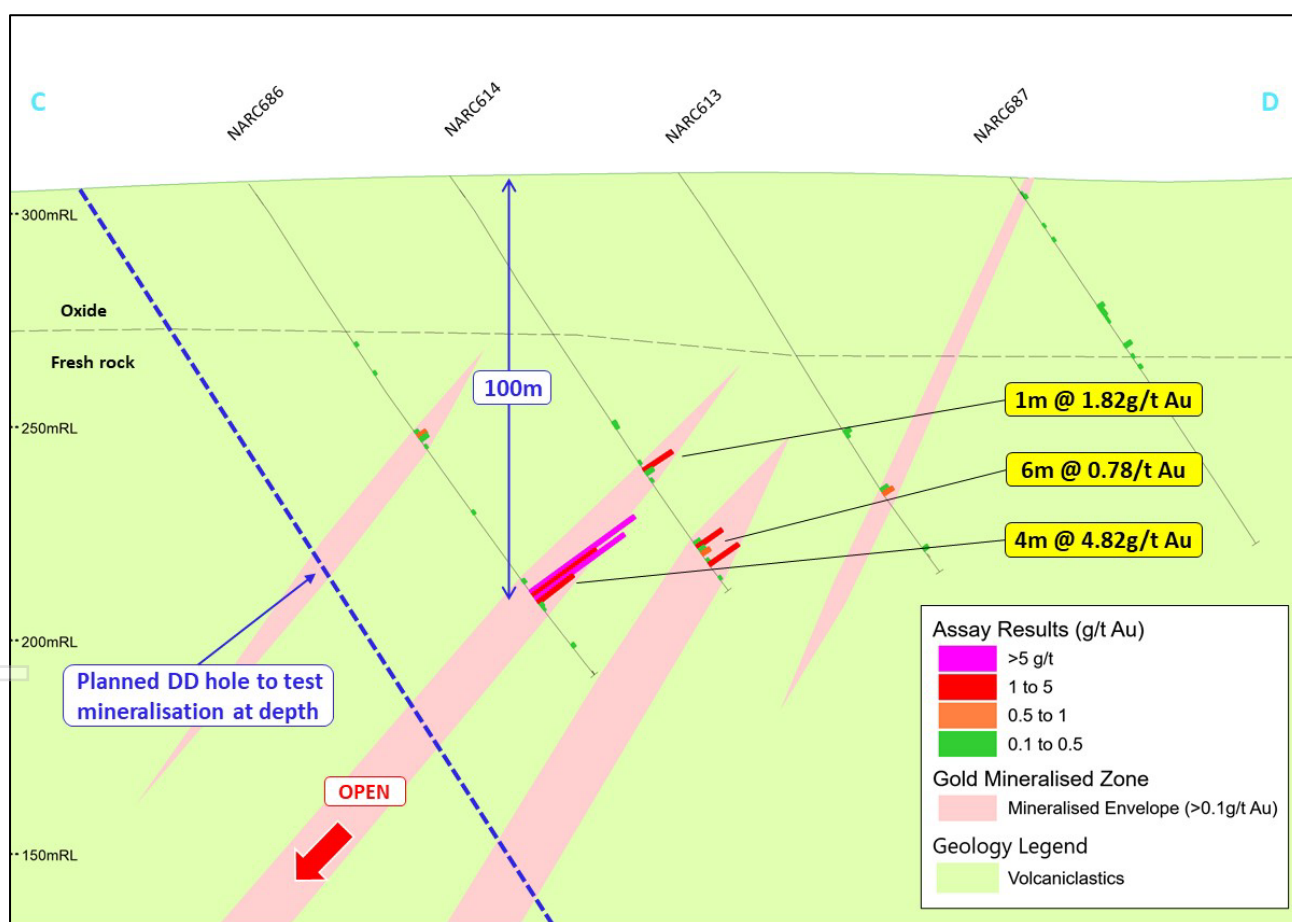 C
NARC686
NARC614
NARC613
NARC687
D
300mRL
Oxide
Fresh rock
100m
1m @ 1.82g/t Au
250mRL
6m @ 0.78/t Au
4m @ 4.82g/t Au
200mRL
Planned DD hole to test
mineralisation at depth
OPEN
150mRL
Assay Results (g/t Au)
>5 g/t
1 to 5
0.5 to 1
0.1 to 0.5
Gold Mineralised Zone
Mineralised Envelope (>0.1g/t Au)
Geology Legend
Volcaniclastics